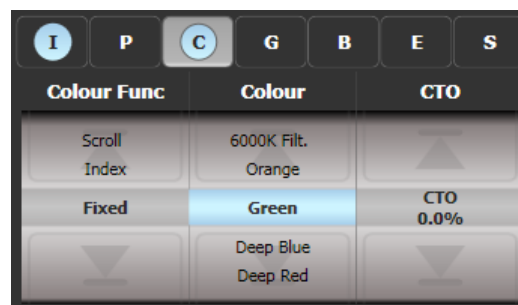 I P C G B E S
Colour Func Colour CTO
Scroll 6000K Filt.
Index Orange
Fixed Green CTO
0.0%
Deep Blue
Deep Red